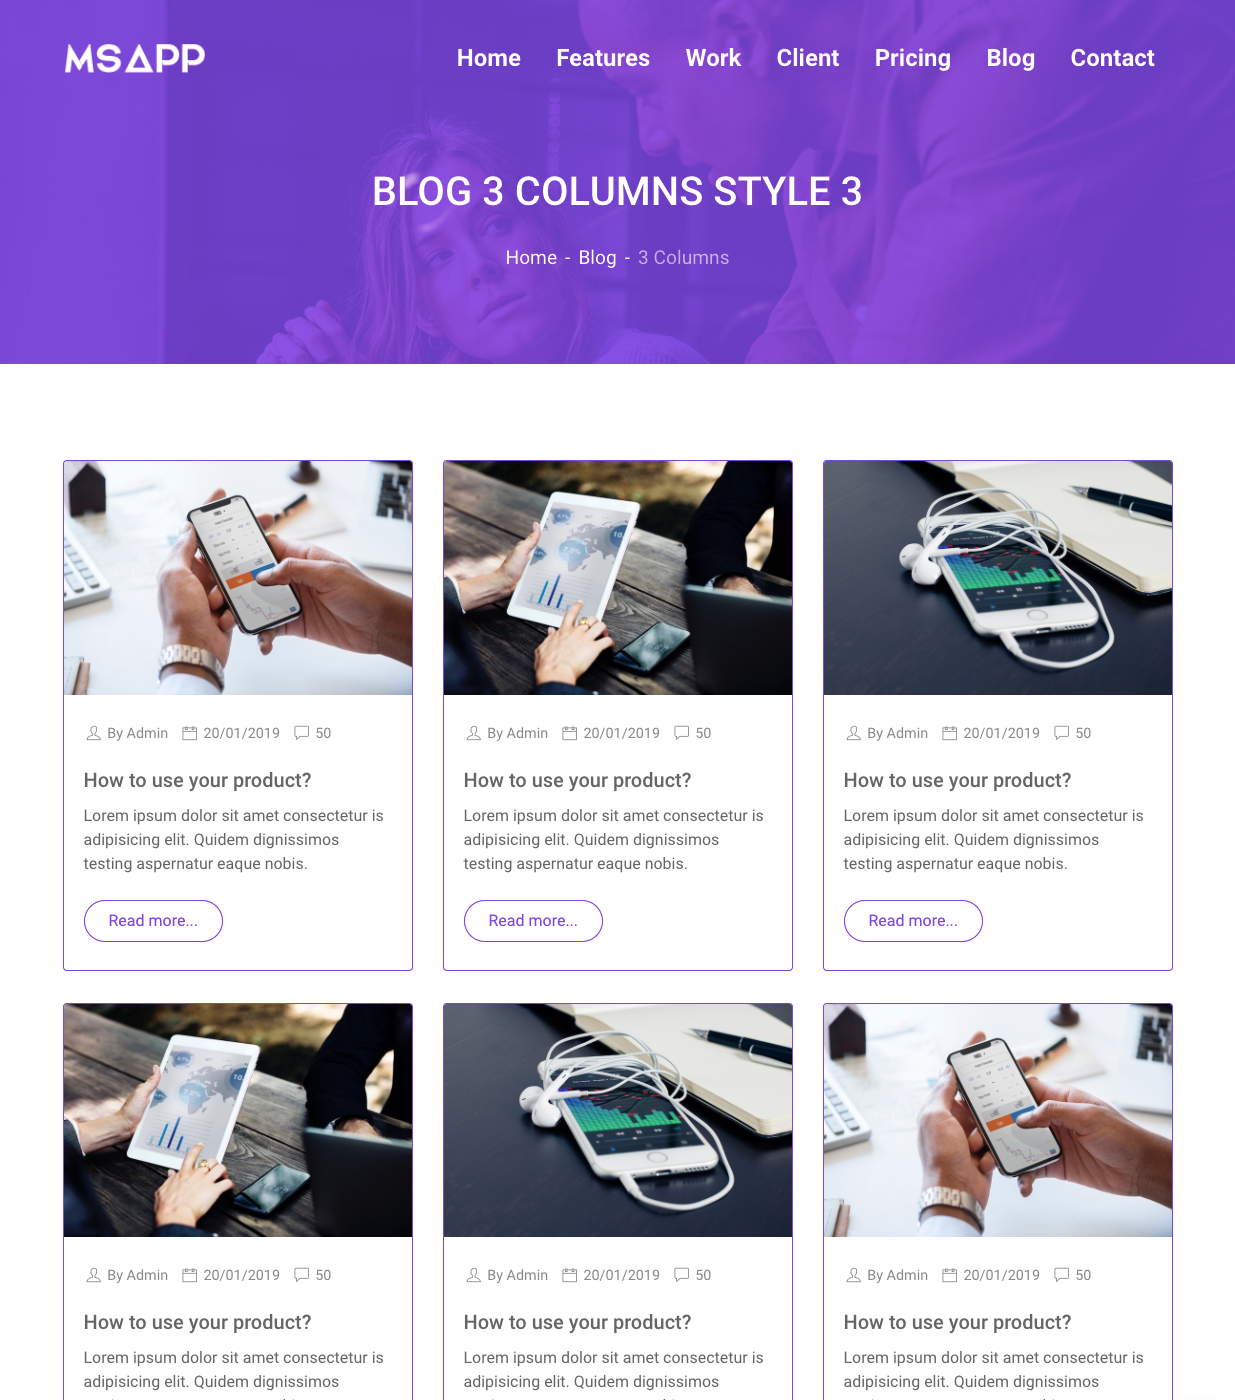 MSAPP
Home Features Work Client Pricing Blog Contact
BLOG 3 COLUMNS STYLE 3
Home - Blog - 3 Columns
By Admin 20/01/2019 50
How to use your product?
Lorem ipsum dolor sit amet consectetur is
adipisicing elit. Quidem dignissimos
testing aspernatur eaque nobis.
Read more...
By Admin 20/01/2019 50
How to use your product?
Lorem ipsum dolor sit amet consectetur is
adipisicing elit. Quidem dignissimos
testing aspernatur eaque nobis.
Read more...
By Admin 20/01/2019 50
How to use your product?
Lorem ipsum dolor sit amet consectetur is
adipisicing elit. Quidem dignissimos
testing aspernatur eaque nobis.
Read more...
By Admin 20/01/2019 50
How to use your product?
Lorem ipsum dolor sit amet consectetur is
adipisicing elit. Quidem dignissimos
By Admin 20/01/2019 50
How to use your product?
Lorem ipsum dolor sit amet consectetur is
adipisicing elit. Quidem dignissimos
By Admin 20/01/2019 50
How to use your product?
Lorem ipsum dolor sit amet consectetur is
adipisicing elit. Quidem dignissimos